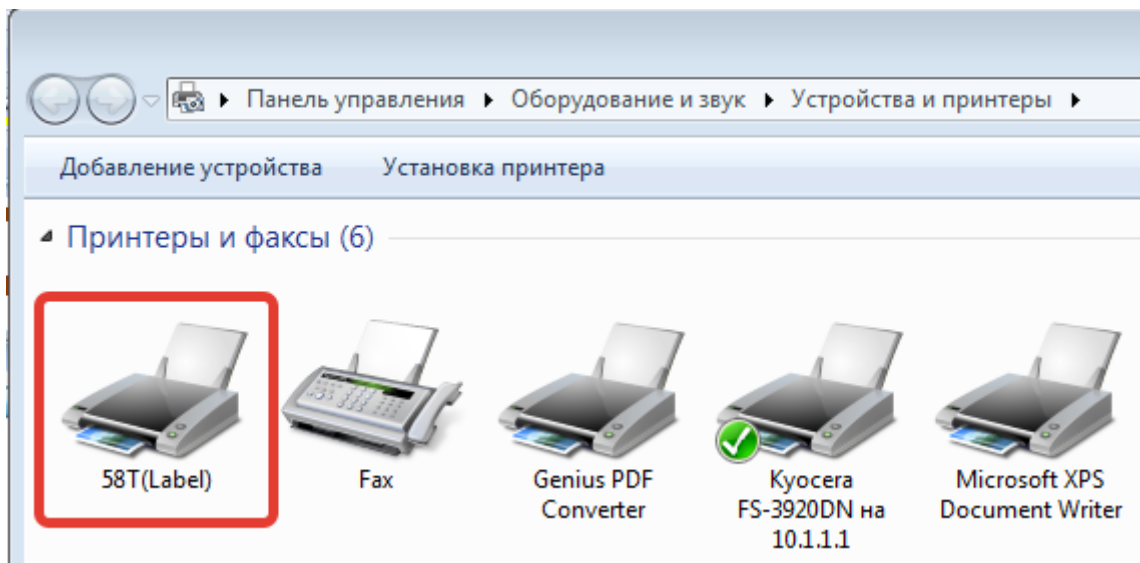 Панель управления Оборудование и звук Устройства и принтеры
Добавление устройства Установка принтера
Принтеры и факсы (6)
58T(Label)
Fax
Genius PDF
Converter
Kyocera
FS-3920DN на
10.1.1.1
Microsoft XPS
Document Writer